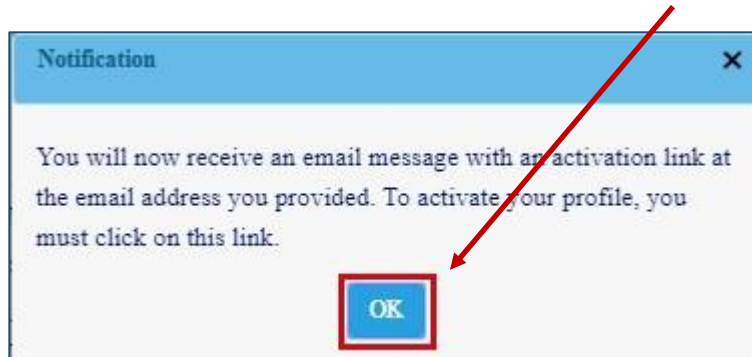 Notification
You will now receive an email message with an activation link at
the email address you provided. To activate your profile, you
must click on this link.
OK